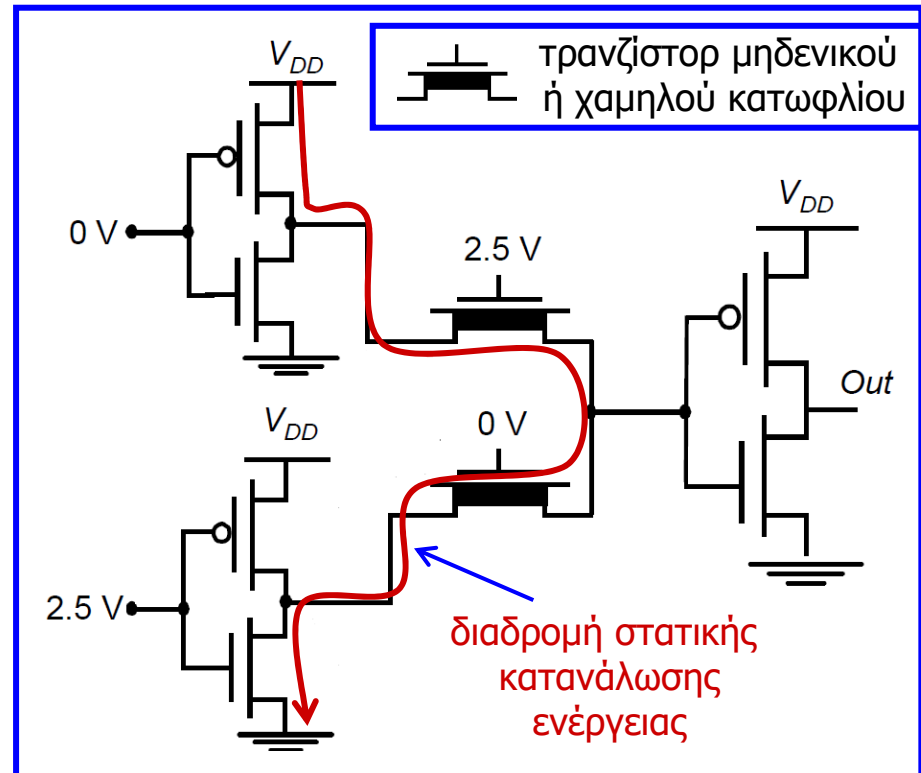 τρανζίστορ μηδενικού
ή χαμηλού κατωφλίου
V_DD
0 V
2.5 V
V_DD
Out
V_DD
0 V
2.5 V
διαδρομή στατικής
κατανάλωσης
ενέργειας